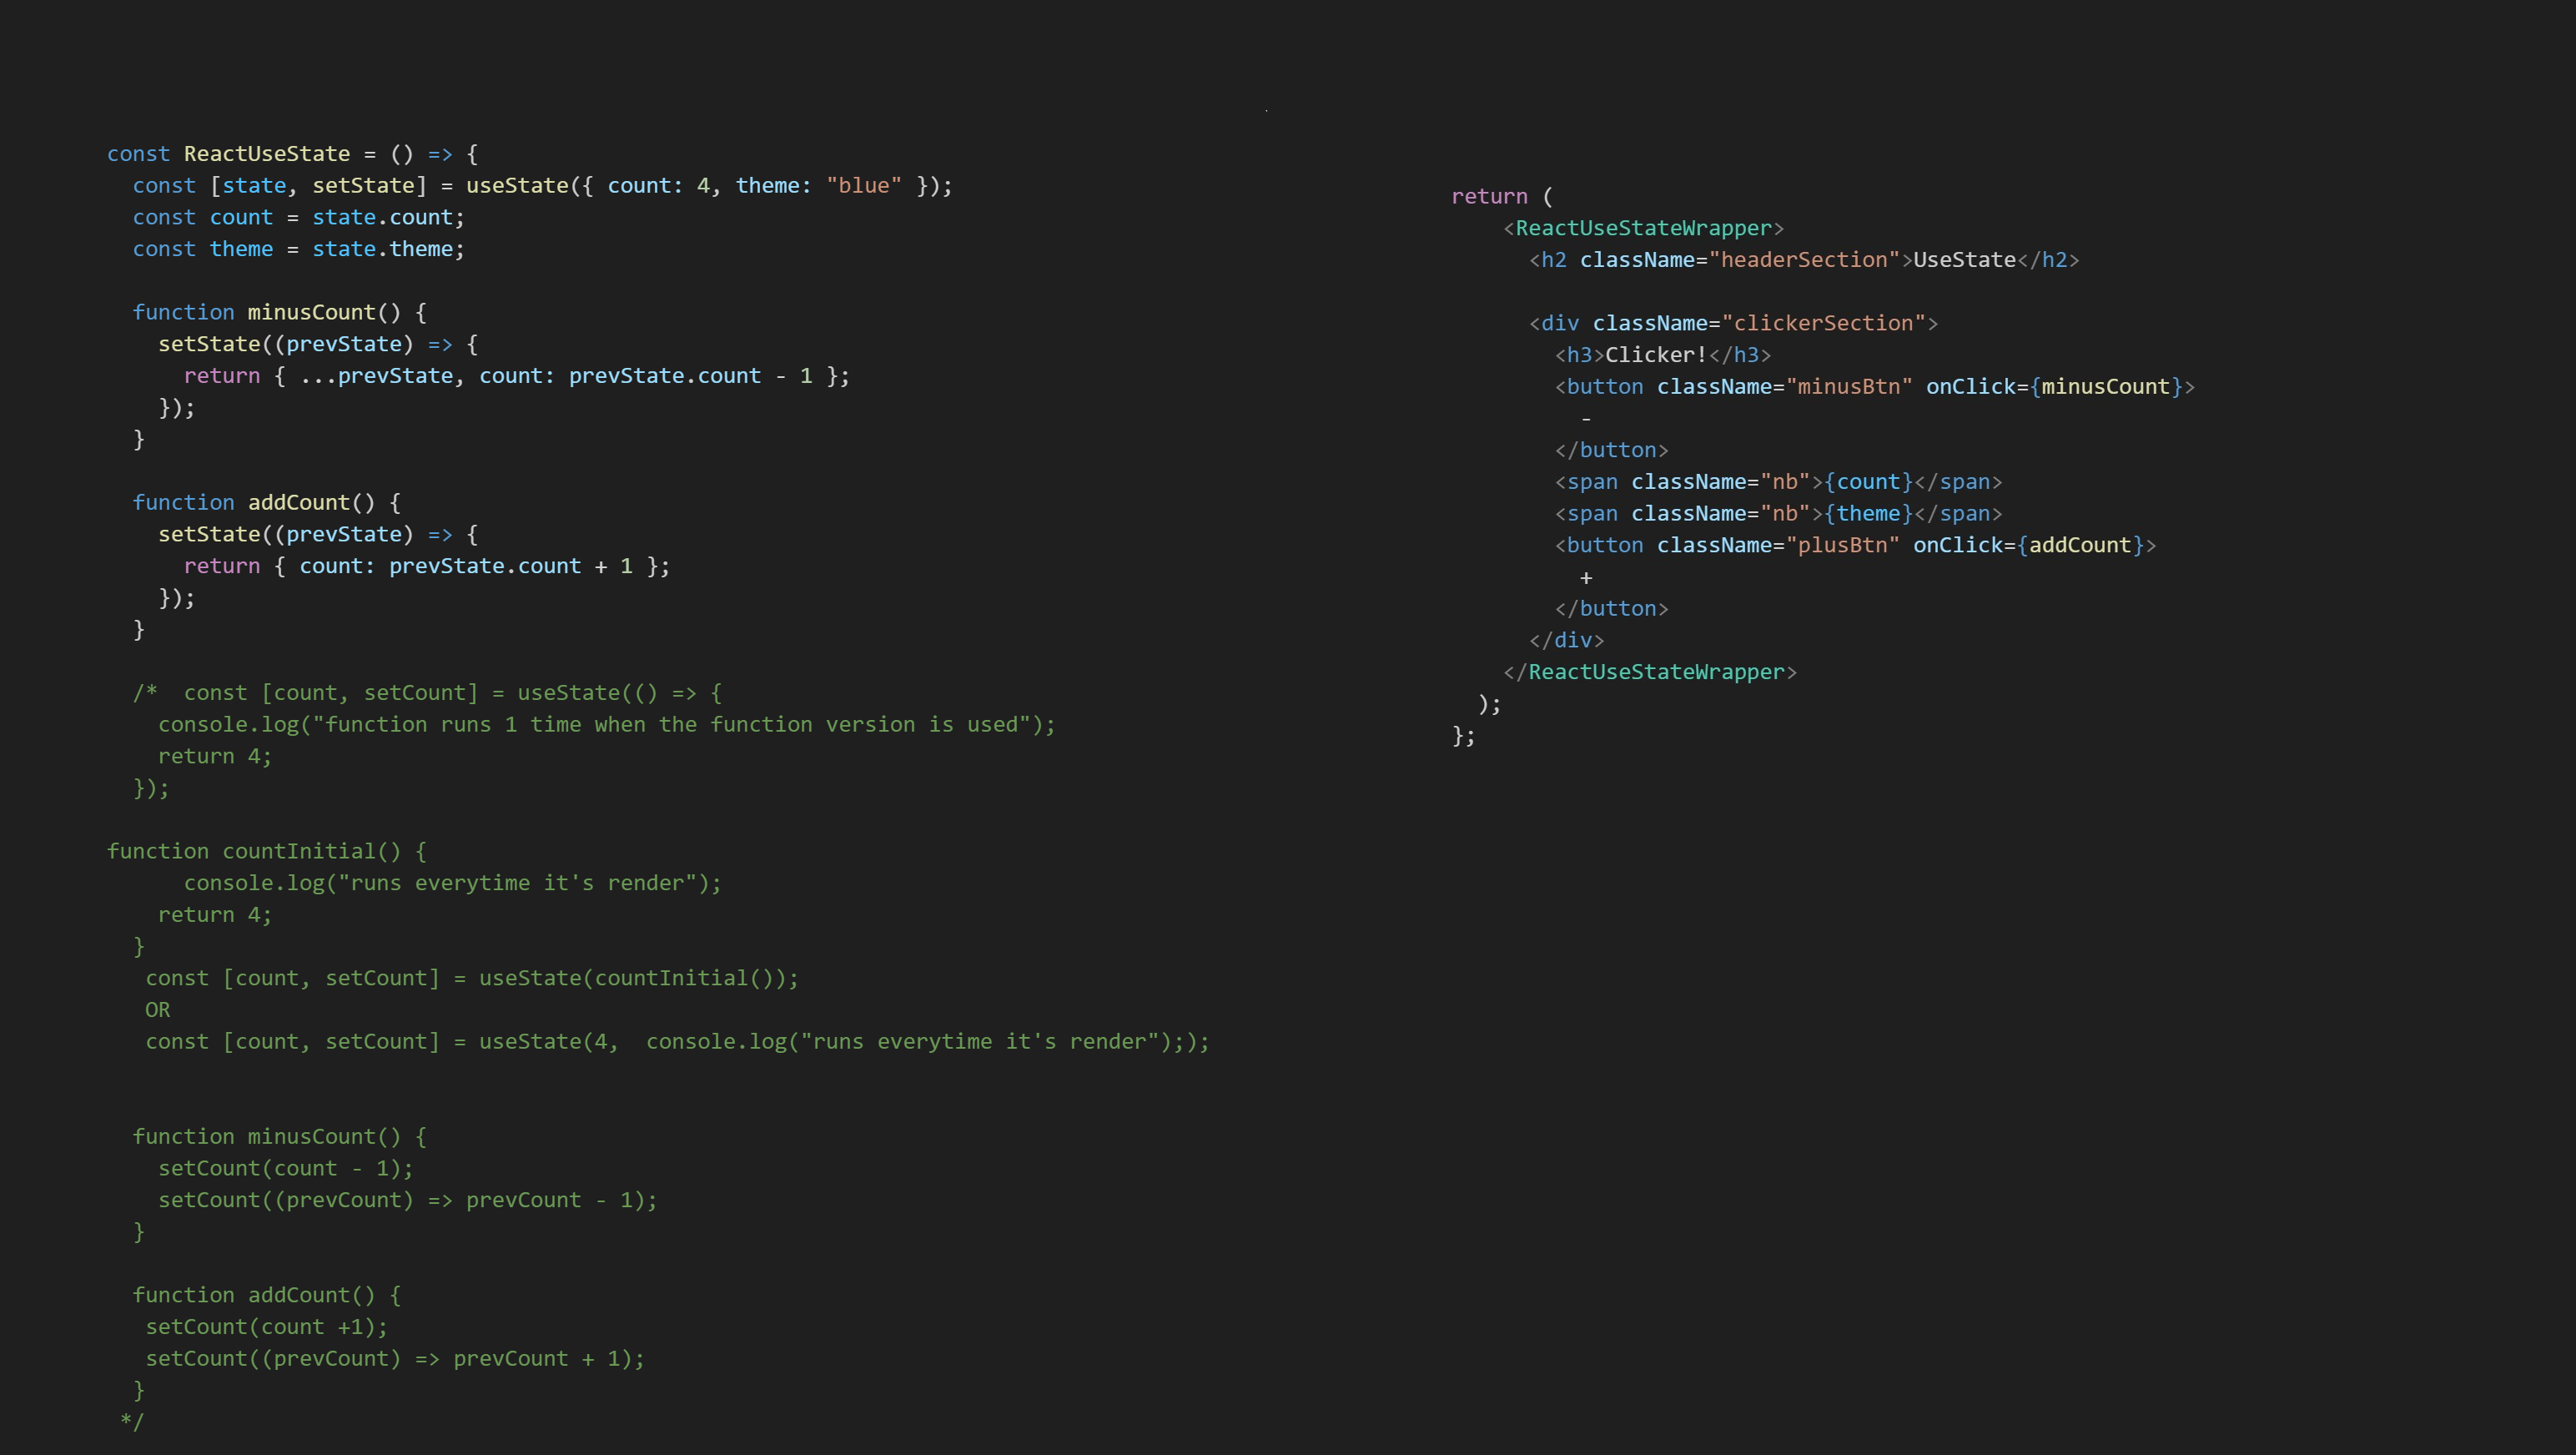 const ReactUseState = () => {
  const [state, setState] = useState({ count: 4, theme: "blue" });
  const count = state.count;
  const theme = state.theme;

  function minusCount() {
    setState((prevState) => {
      return { ...prevState, count: prevState.count - 1 };
    });
  }

  function addCount() {
    setState((prevState) => {
      return { count: prevState.count + 1 };
    });
  }

  /*  const [count, setCount] = useState(() => {
    console.log("function runs 1 time when the function version is used");
    return 4;
  });

function countInitial() {
      console.log("runs everytime it's render");
    return 4;
  }
   const [count, setCount] = useState(countInitial());
   OR
   const [count, setCount] = useState(4,  console.log("runs everytime it's render"););


  function minusCount() {
    setCount(count - 1);
    setCount((prevCount) => prevCount - 1);
  }

  function addCount() {
   setCount(count +1);
   setCount((prevCount) => prevCount + 1);
  }
 */
return (
    <ReactUseStateWrapper>
      <h2 className="headerSection">UseState</h2>

      <div className="clickerSection">
        <h3>Clicker!</h3>
        <button className="minusBtn" onClick={minusCount}>
          -
        </button>
        <span className="nb">{count}</span>
        <span className="nb">{theme}</span>
        <button className="plusBtn" onClick={addCount}>
          +
        </button>
      </div>
    </ReactUseStateWrapper>
  );
};